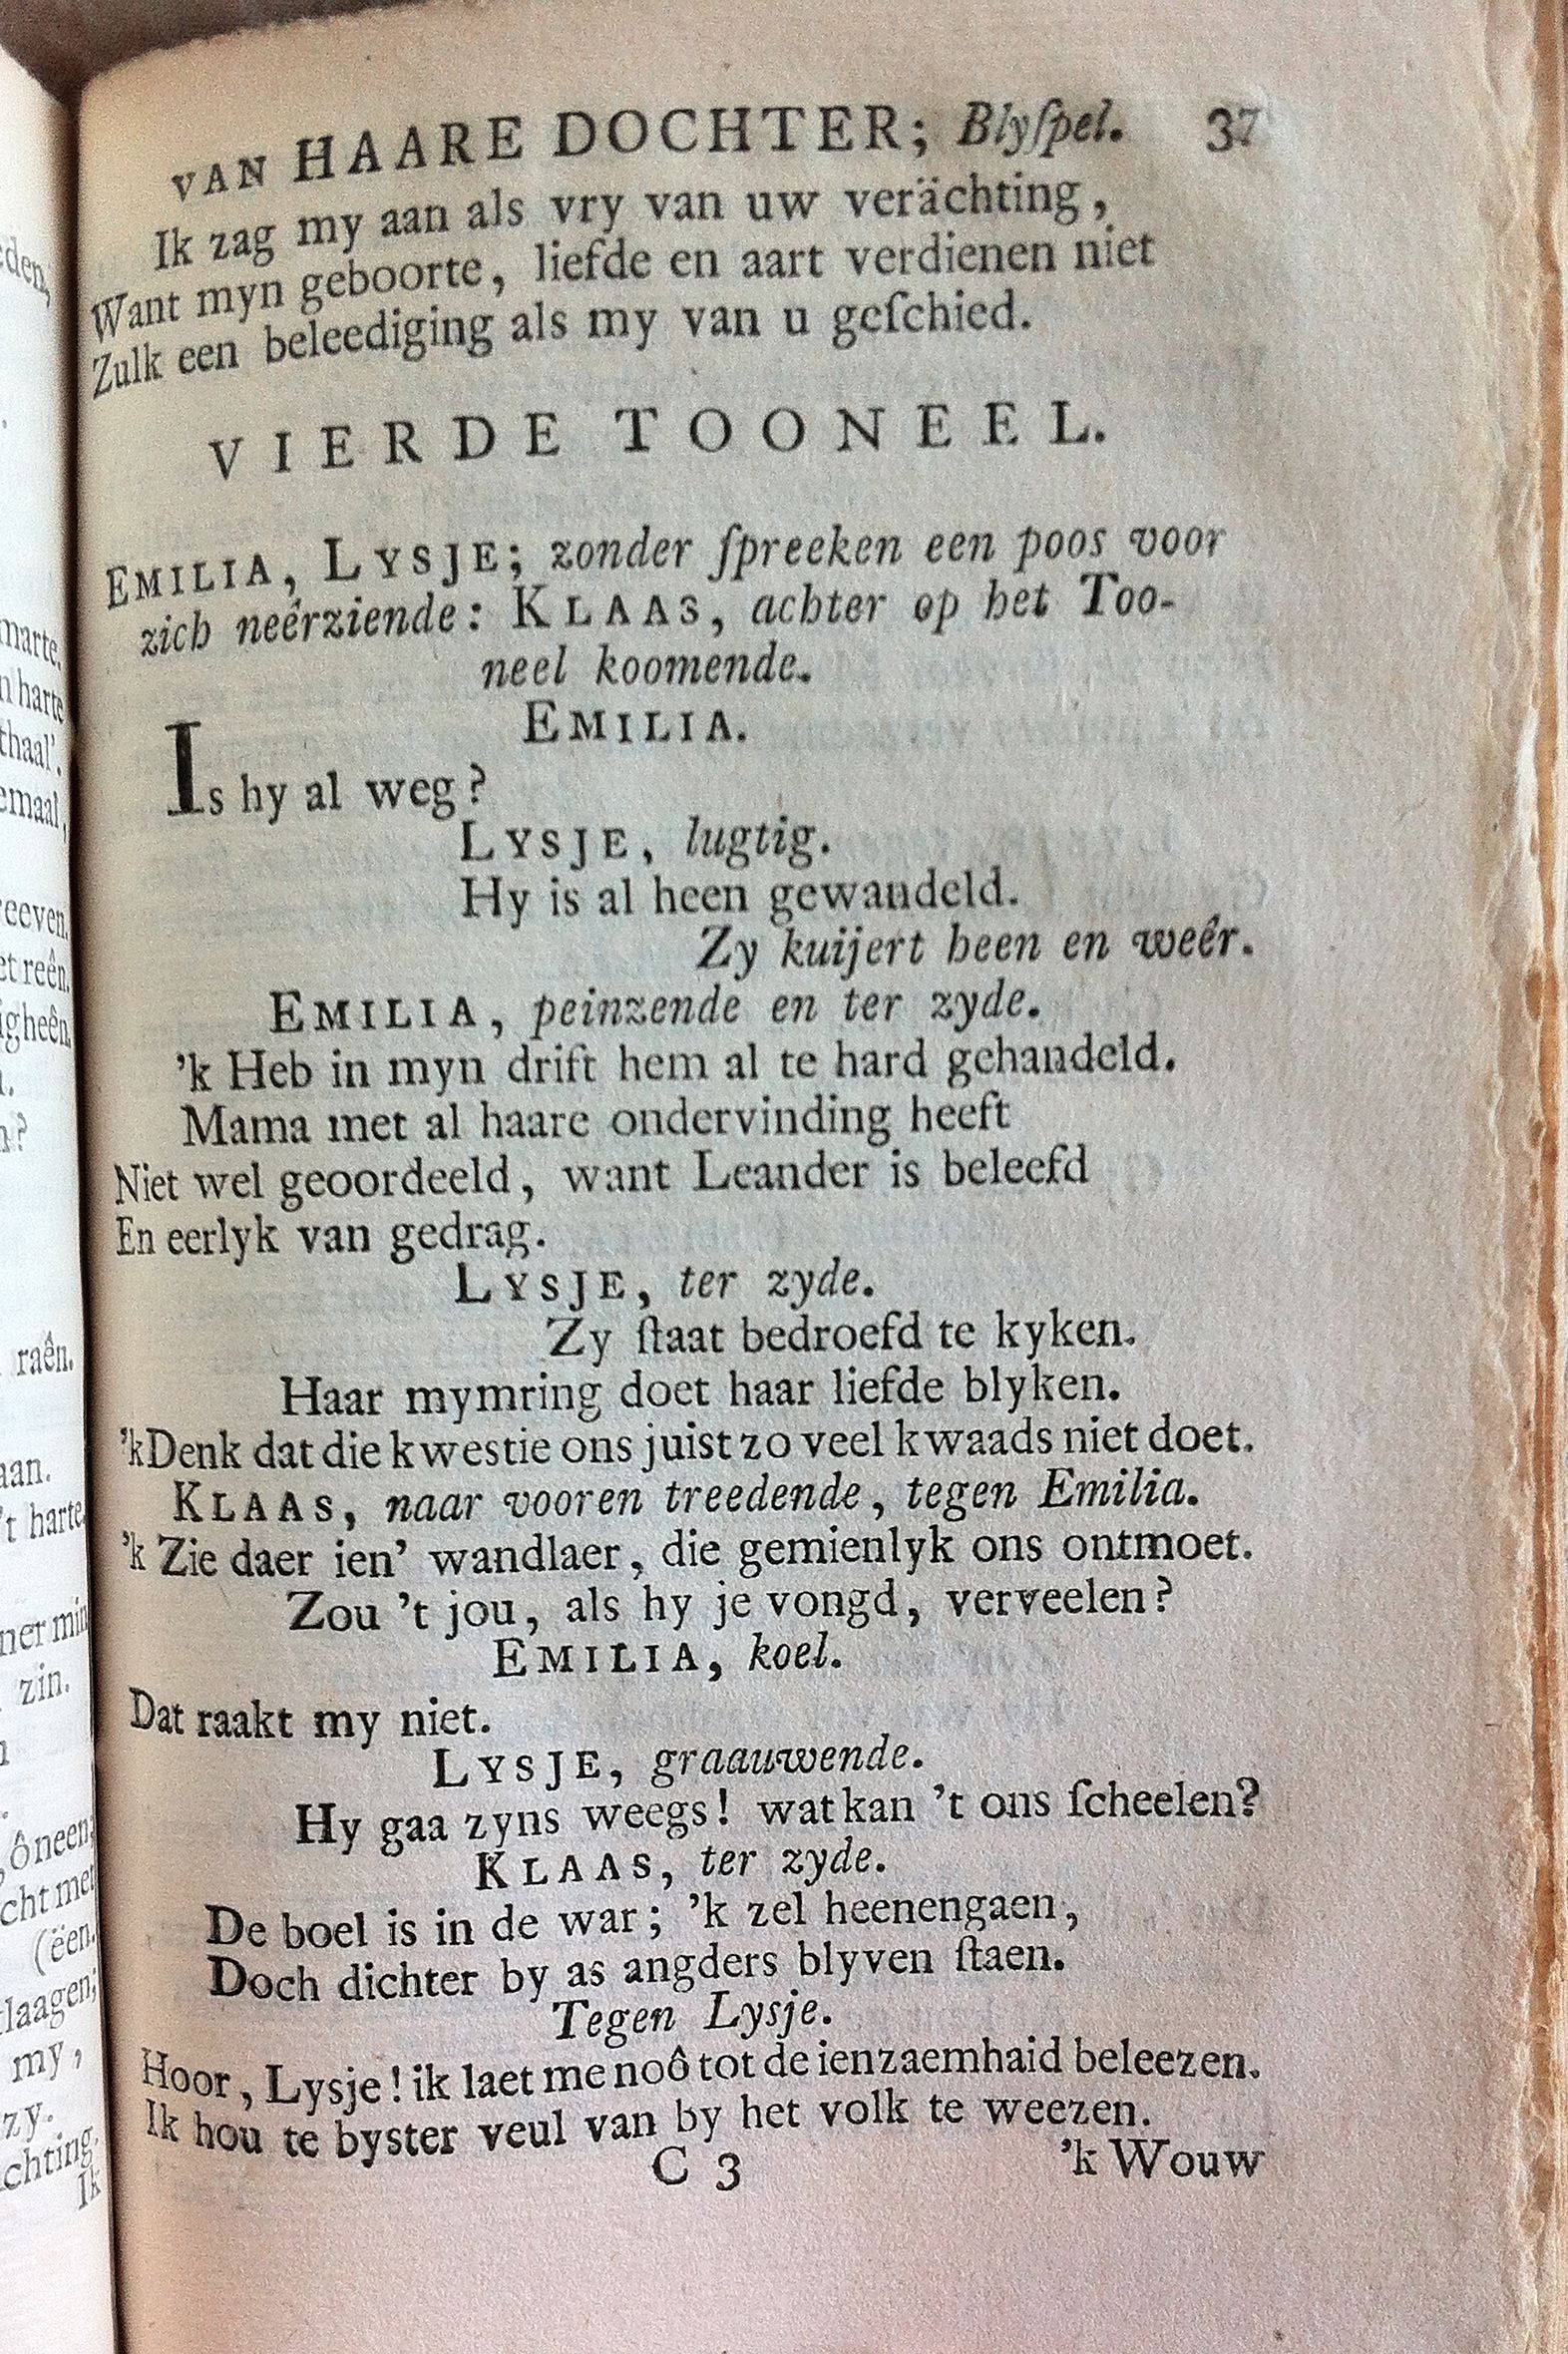 VAN HAARE DOCHTER; Blyſpel. 37
Ik zag my aan als vry van uw verächting,
Want myn geboorte, liefde en aart verdienen niet
Zulk een beleediging als my van u geſchied.
VIERDE TOONEEL.
EMILIA, LYSJE; zonder ſpreeken een poos voor
zich neêrziende: KLAAS, achter op het Too-
neel koomende.
EMILIA.
Is hy al weg?
LYSJE, lugtig.
Hy is al heen gewandeld.
Zy kuijert heen en weêr.
EMILIA, peinzende en ter zyde.
'k Heb in myn drift hem al te hard gehandeld.
Mama met al haare ondervinding heeft
Niet wel geoordeeld, want Leander is beleefd
En eerlyk van gedrag.
LYSJE, ter zyde.
Zy ſtaat bedroefd te kyken.
Haar mymring doet haar liefde blyken.
'k Denk dat die kwestie ons juist zo veel kwaads niet doet.
KLAAS, naar vooren treedende, tegen Emilia.
'k Zie daer ien' wandlaer, die gemienlyk ons ontmoet.
Zou 't jou, als hy je vongd, verveelen?
EMILIA, koel.
Dat raakt my niet.
LYSJE, graauwende.
Hy gaa zyns weegs! wat kan 't ons ſcheelen?
KLAAS, ter zyde.
De boel is in de war; 'k zel heenengaen,
Doch dichter by as angders blyven ſtaen.
Tegen Lysje.
Hoor, Lysje! ik laet me noô tot de ienzaemhaid beleezen.
Ik hou te byster veul van by het volk te weezen.
C 3 'k Wouw